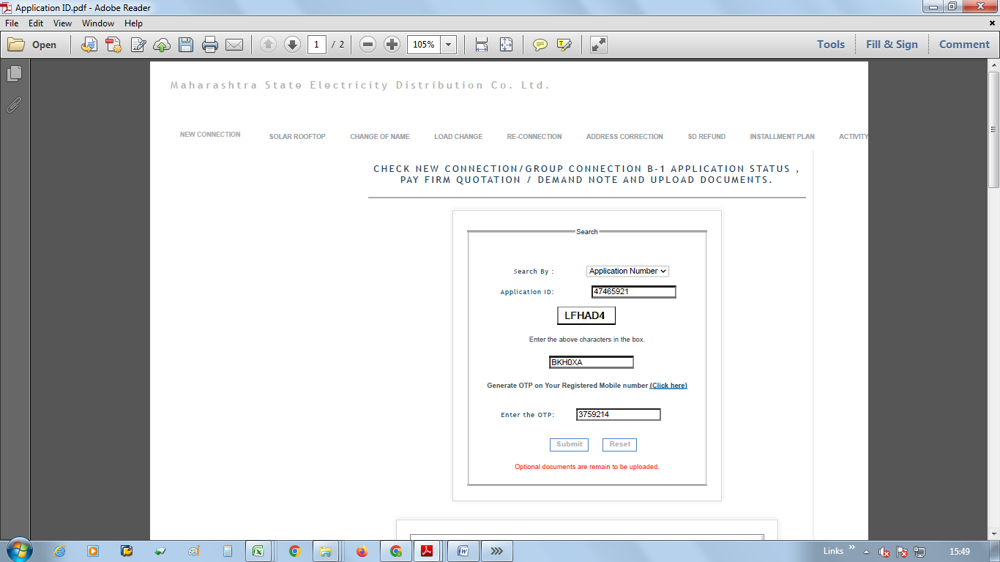 Application ID.pdf - Adobe Reader
File Edit View Window Help
Open 1 / 2 105% Tools Fill & Sign Comment
Maharashtra State Electricity Distribution Co. Ltd.
NEW CONNECTION SOLAR ROOFTOP CHANGE OF NAME LOAD CHANGE RE-CONNECTION ADDRESS CORRECTION SD REFUND INSTALLMENT PLAN ACTIVITY
CHECK NEW CONNECTION/GROUP CONNECTION B-1 APPLICATION STATUS ,
PAY FIRM QUOTATION / DEMAND NOTE AND UPLOAD DOCUMENTS.
Search
Search By : Application Number
Application ID: 47465921
LFHAD4
Enter the above characters in the box.
BKH0XA
Generate OTP on Your Registered Mobile number (Click here)
Enter the OTP: 3759214
Submit Reset
Optional documents are remain to be uploaded.
Links 15:49